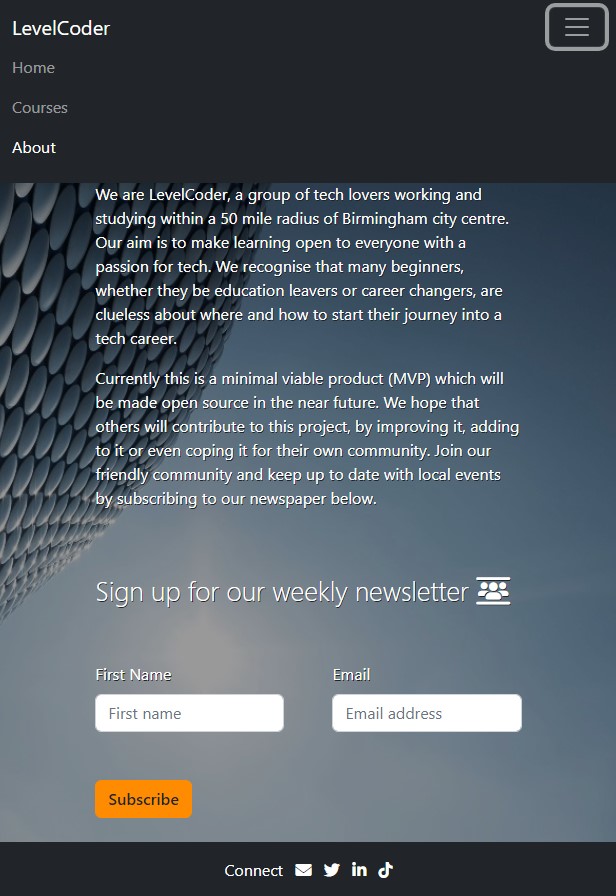 LevelCoder
Home
Courses
About
We are LevelCoder, a group of tech lovers working and
studying within a 50 mile radius of Birmingham city centre.
Our aim is to make learning open to everyone with a
passion for tech. We recognise that many beginners,
whether they be education leavers or career changers, are
clueless about where and how to start their journey into a
tech career.
Currently this is a minimal viable product (MVP) which will
be made open source in the near future. We hope that
others will contribute to this project, by improving it, adding
to it or even coping it for their own community. Join our
friendly community and keep up to date with local events
by subscribing to our newspaper below.
Sign up for our weekly newsletter
First Name
Email
First name
Email address
Subscribe
Connect